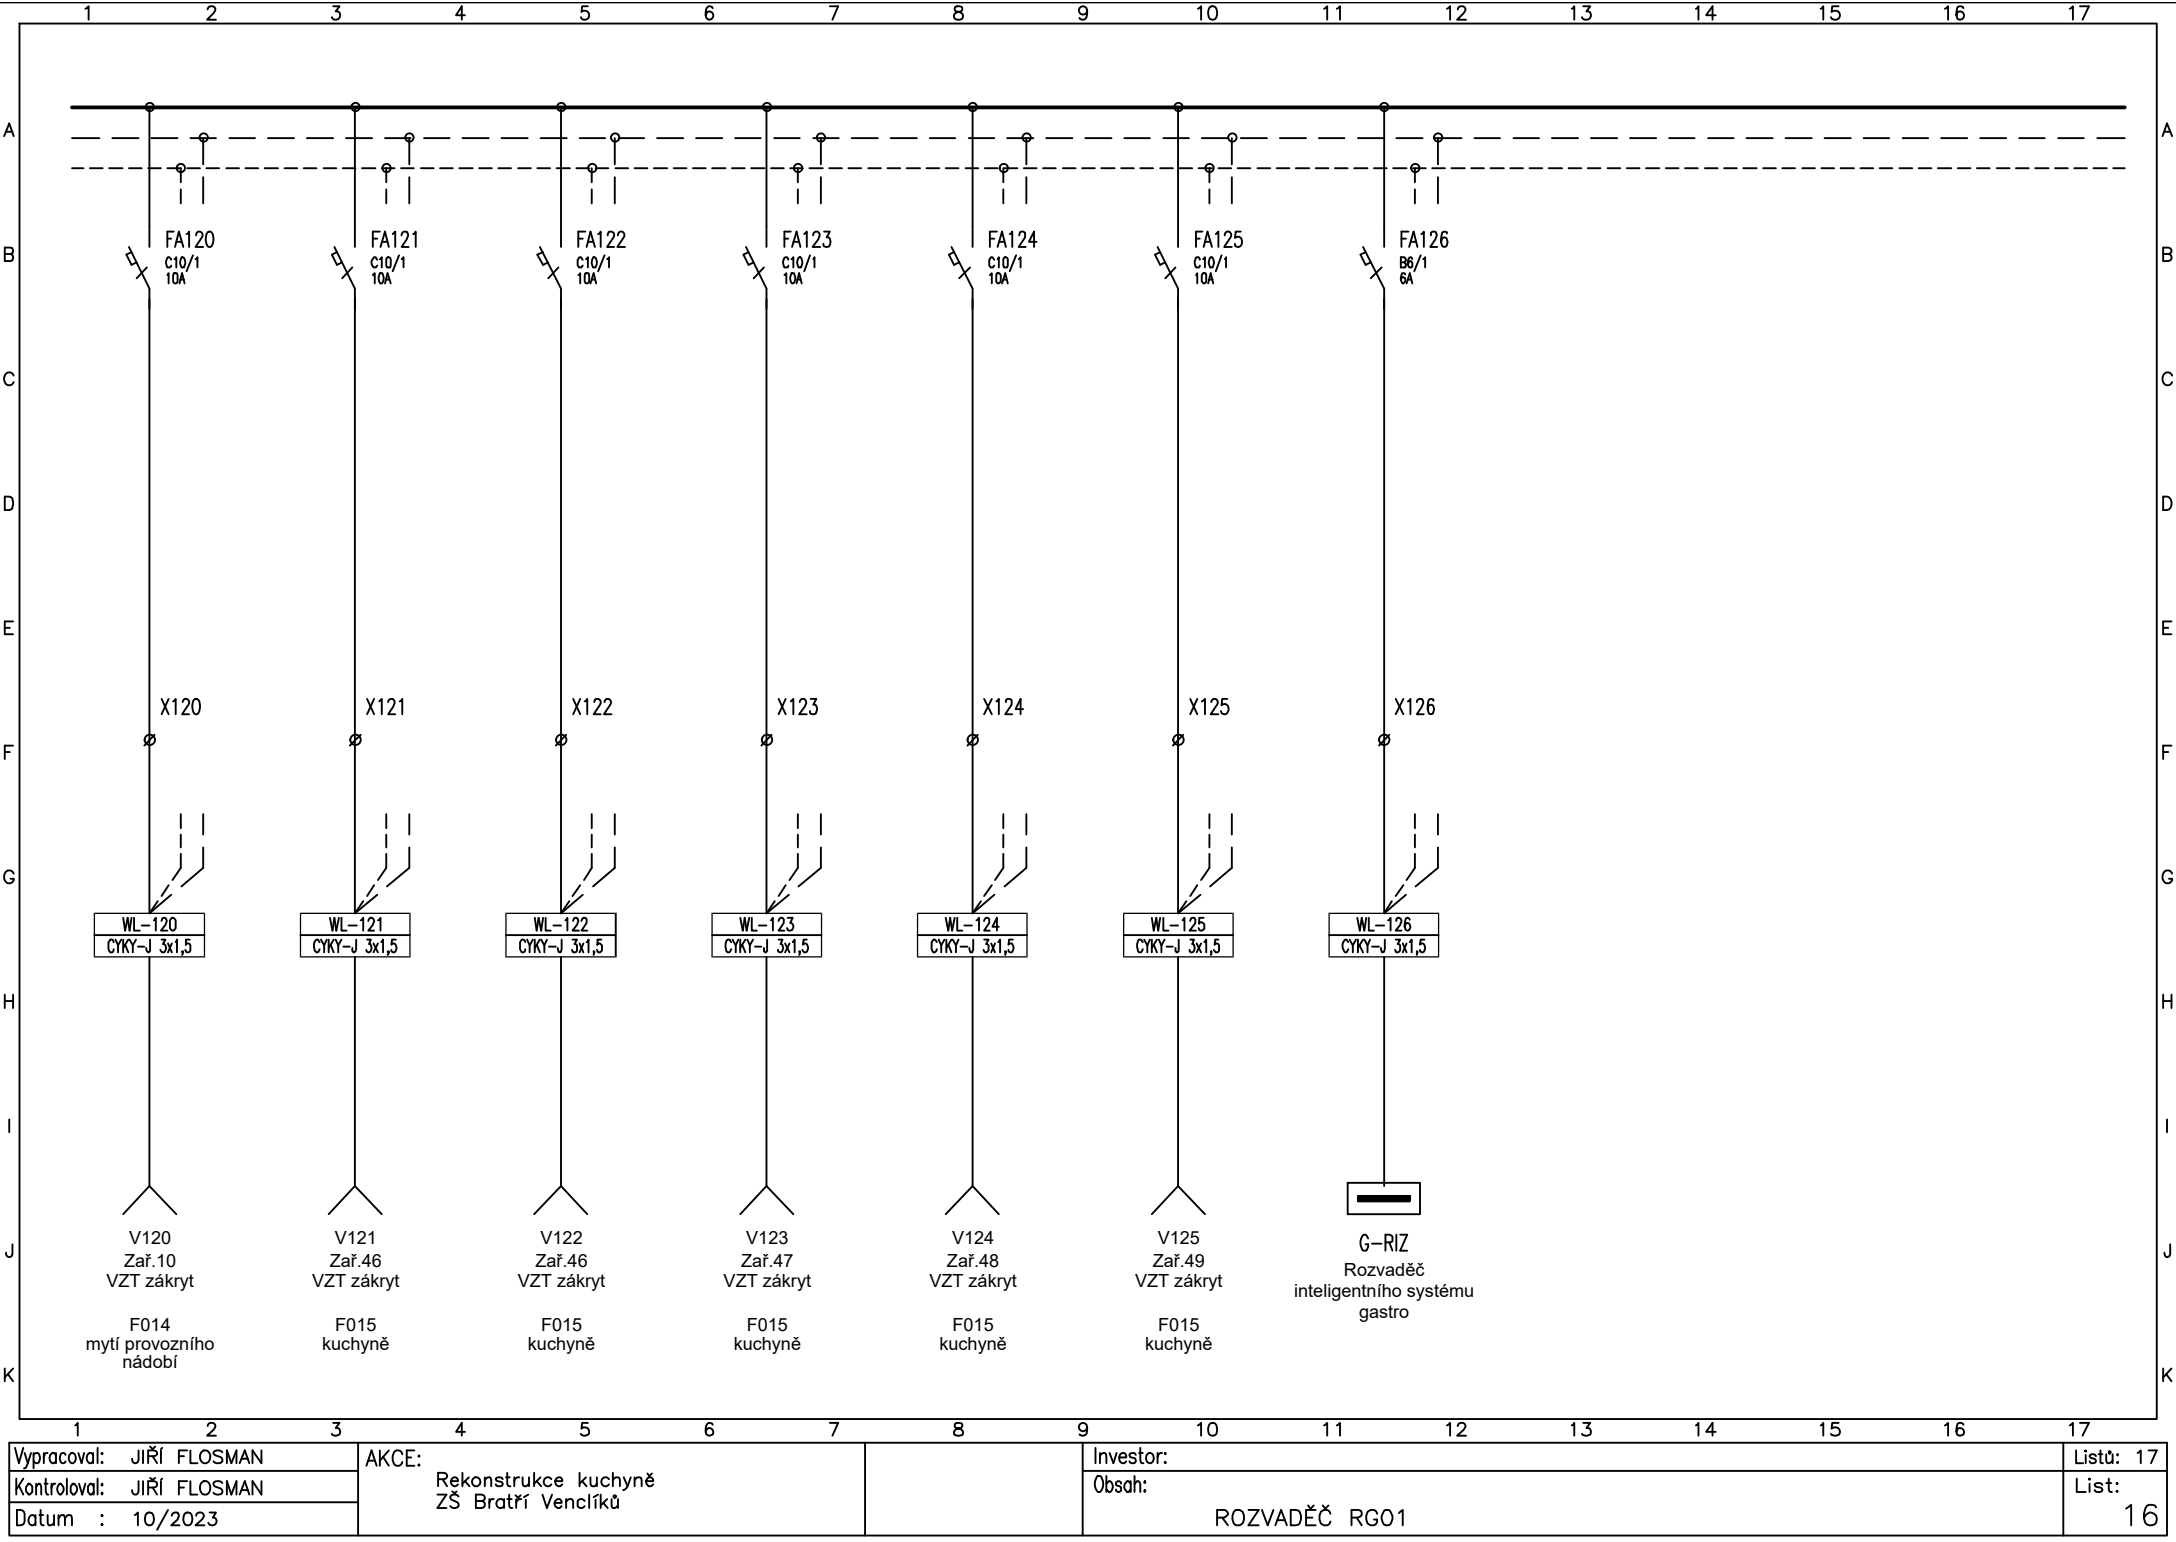 1 2 3 4 5 6 7 8 9 10 11 12 13 14 15 16 17
A A
FA120 FA121 FA122 FA123 FA124 FA125 FA126
B C10/1 C10/1 C10/1 C10/1 C10/1 C10/1 B6/1 B
10A 10A 10A 10A 10A 10A 6A
C C
D D
E E
X120 X121 X122 X123 X124 X125 X126
F F
G G
WL-120 WL-121 WL-122 WL-123 WL-124 WL-125 WL-126
CYKY-J 3x1,5 CYKY-J 3x1,5 CYKY-J 3x1,5 CYKY-J 3x1,5 CYKY-J 3x1,5 CYKY-J 3x1,5 CYKY-J 3x1,5
H H
I I
V120
Zař.10
VZT zákryt
F014
mytí provozního
nádobí
V121
Zař.46
VZT zákryt
F015
kuchyně
V122
Zař.46
VZT zákryt
F015
kuchyně
V123
Zař.47
VZT zákryt
F015
kuchyně
V124
Zař.48
VZT zákryt
F015
kuchyně
V125
Zař.49
VZT zákryt
F015
kuchyně
G-RIZ
Rozvaděč
inteligentního systému
gastro
J J
K K
1 2 3 4 5 6 7 8 9 10 11 12 13 14 15 16 17
Vypracoval: JIŘÍ FLOSMAN
Kontroloval: JIŘÍ FLOSMAN
Datum : 10/2023
AKCE:
Rekonstrukce kuchyně
ZŠ Bratří Venclíků
Investor:
Obsah:
ROZVADĚČ RG01
Listů: 17
List:
16